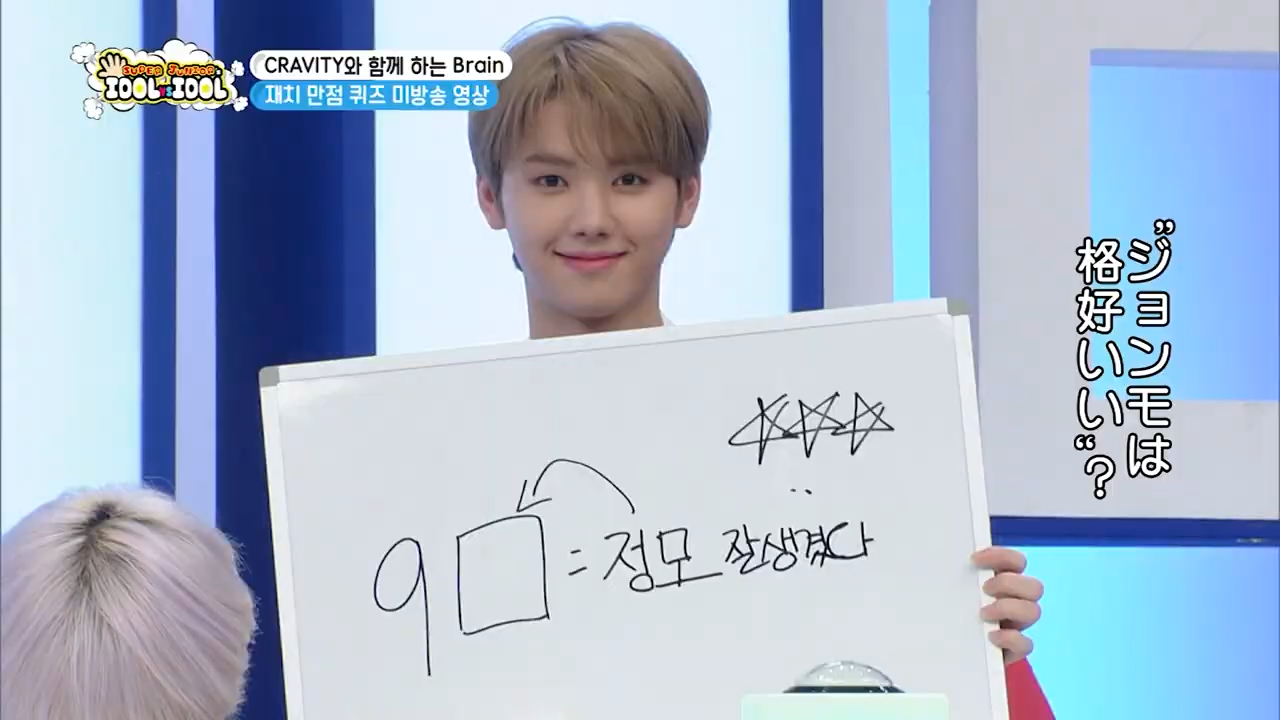 SUPER JUNIOR's
IDOL vs IDOL
CRAVITY와 함께 하는 Brain
재치 만점 퀴즈 미방송 영상
”ジョンモは
格好いい“?
9 □ = 정모 잘생겼다